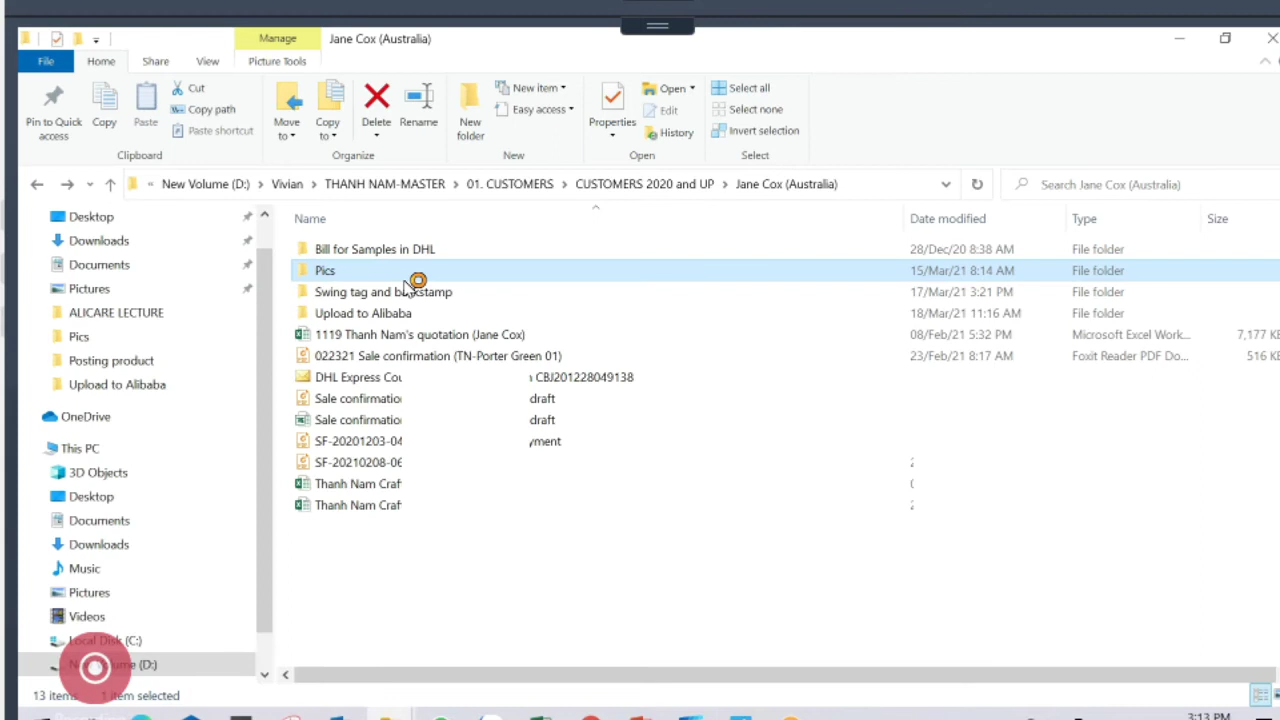 Manage
Jane Cox (Australia)
File
Home
Share
View
Picture Tools
Pin to Quick access
Copy
Paste
Cut
Copy path
Paste shortcut
Clipboard
Move to
Copy to
Delete
Rename
Organize
New folder
New item
Easy access
New
Properties
Open
Edit
History
Open
Select all
Select none
Invert selection
Select
« New Volume (D:) > Vivian > THANH NAM-MASTER > 01. CUSTOMERS > CUSTOMERS 2020 and UP > Jane Cox (Australia)
Search Jane Cox (Australia)
Desktop
Downloads
Documents
Pictures
ALICARE LECTURE
Pics
Posting product
Upload to Alibaba
OneDrive
This PC
3D Objects
Desktop
Documents
Downloads
Music
Pictures
Videos
Local Disk (C:)
Volume (D:)
Name Date modified Type Size
Bill for Samples in DHL 28/Dec/20 8:38 AM File folder
Pics 15/Mar/21 8:14 AM File folder
Swing tag and backstamp 17/Mar/21 3:21 PM File folder
Upload to Alibaba 18/Mar/21 11:16 AM File folder
1119 Thanh Nam's quotation (Jane Cox) 08/Feb/21 5:32 PM Microsoft Excel Work... 7,177 KB
022321 Sale confirmation (TN-Porter Green 01) 23/Feb/21 8:17 AM Foxit Reader PDF Do... 516 KB
DHL Express Cou CBJ201228049138
Sale confirmation draft
Sale confirmation draft
SF-20201203-04 yment
SF-20210208-06
Thanh Nam Craf
Thanh Nam Craf
13 items 1 item selected
3:13 PM